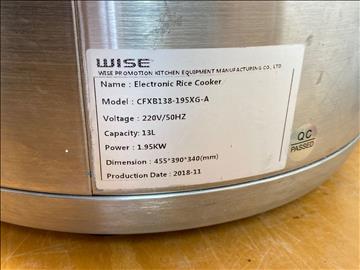 WISE
WISE PROMOTION KITCHEN EQUIPMENT MANUFACTURING CO., LTD
Name : Electronic Rice Cooker
Model : CFXB138-195XG-A
Voltage : 220V/50HZ
Capacity: 13L
Power : 1.95KW
Dimension : 455*390*340(mm)
Production Date : 2018-11
QC
PASSED